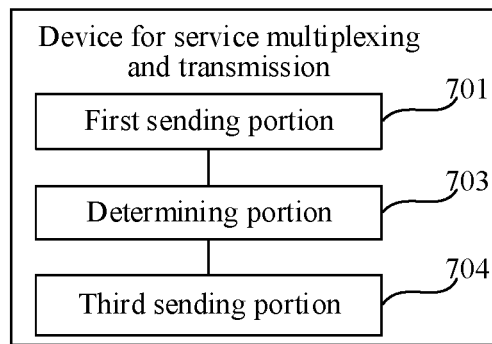 Device for service multiplexing
and transmission
701
First sending portion
703
Determining portion
704
Third sending portion